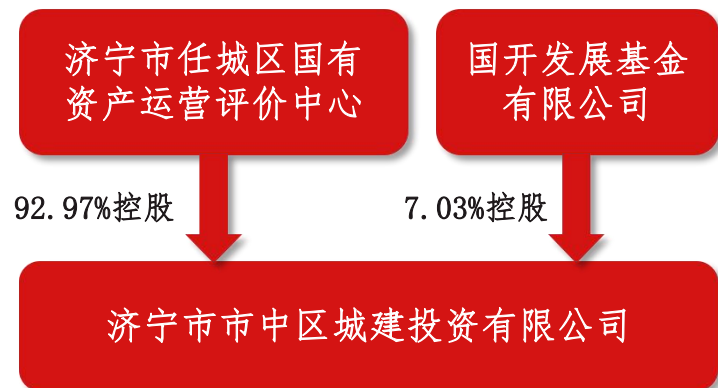 济宁市任城区国有
资产运营评价中心
国开发展基金
有限公司
92.97%控股
7.03%控股
济宁市市中区城建投资有限公司